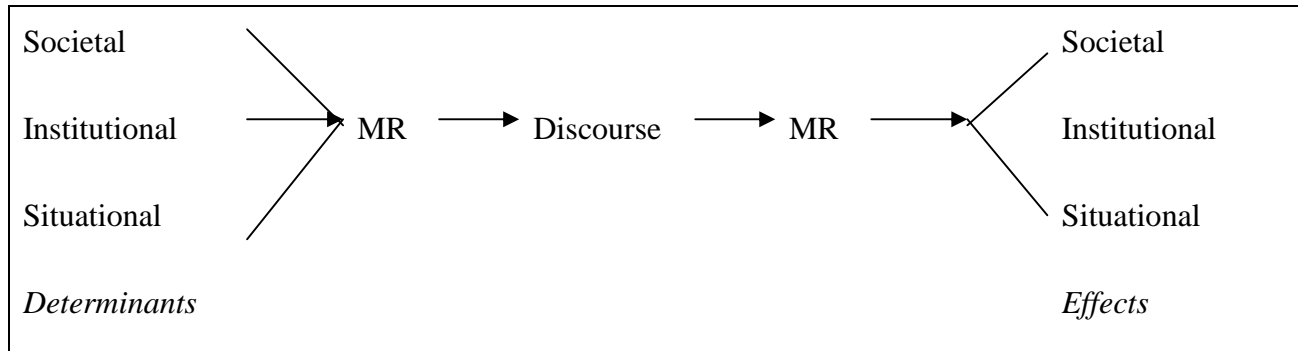 Societal Societal
Institutional MR Discourse MR Institutional
Situational Situational
Determinants Effects